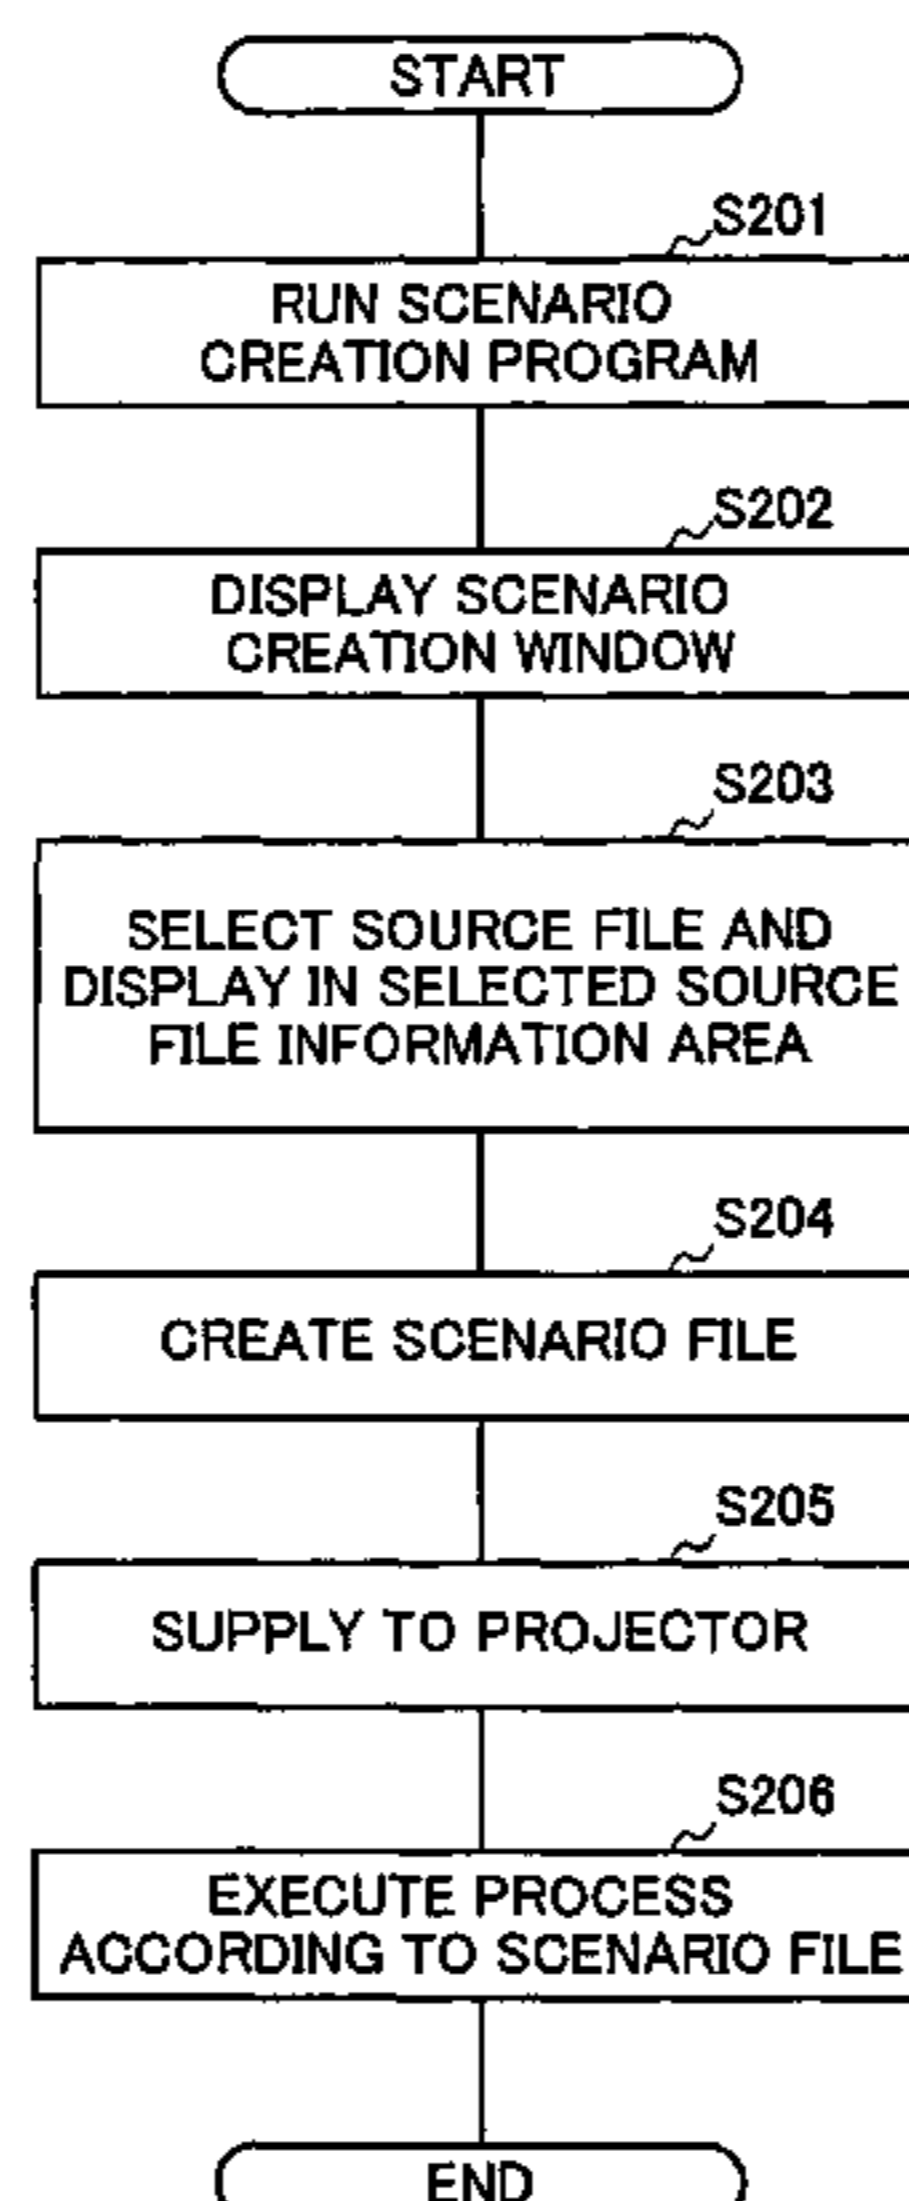 START
S201
RUN SCENARIO
CREATION PROGRAM
S202
DISPLAY SCENARIO
CREATION WINDOW
S203
SELECT SOURCE FILE AND
DISPLAY IN SELECTED SOURCE
FILE INFORMATION AREA
S204
CREATE SCENARIO FILE
S205
SUPPLY TO PROJECTOR
S206
EXECUTE PROCESS
ACCORDING TO SCENARIO FILE
END